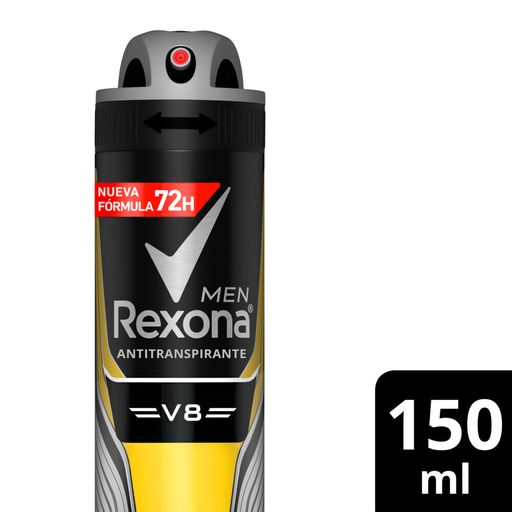 NUEVA
FÓRMULA 72H
MEN
Rexona®
ANTITRANSPIRANTE
V8
150
ml